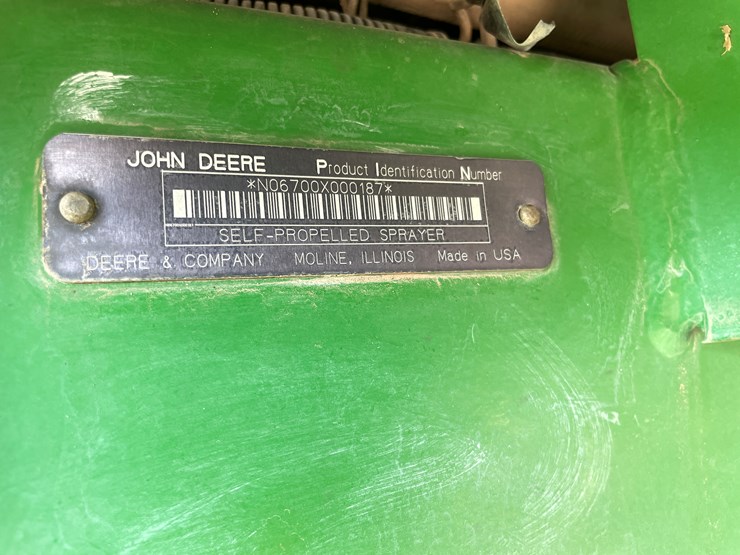 JOHN DEERE Product Identification Number
*N06700X000187*
SELF-PROPELLED SPRAYER
DEERE & COMPANY MOLINE, ILLINOIS Made in USA